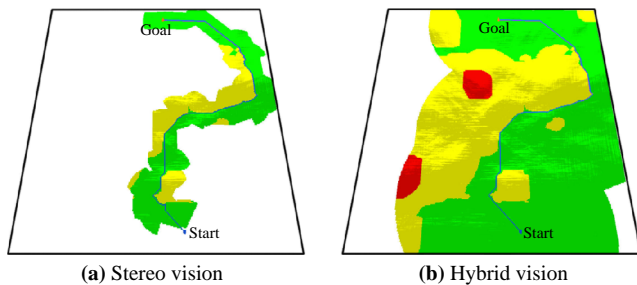 Goal
Start
Goal
Start
(a) Stereo vision
(b) Hybrid vision